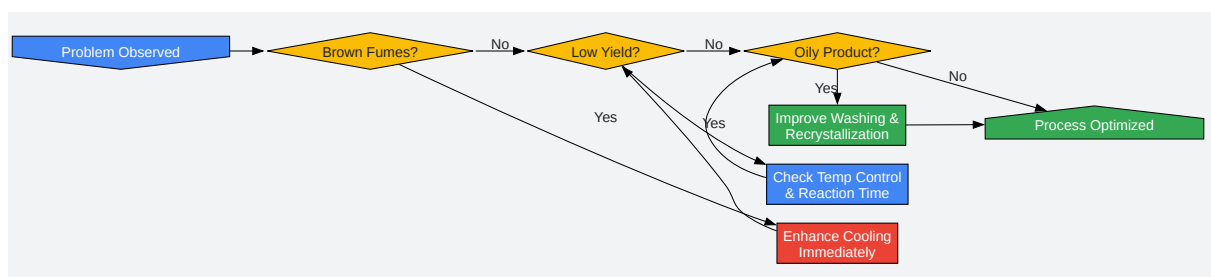 Problem Observed
Brown Fumes?
No
Low Yield?
No
Oily Product?
No
Yes
Improve Washing &
Recrystallization
Process Optimized
Yes
Yes
Check Temp Control
& Reaction Time
Enhance Cooling
Immediately